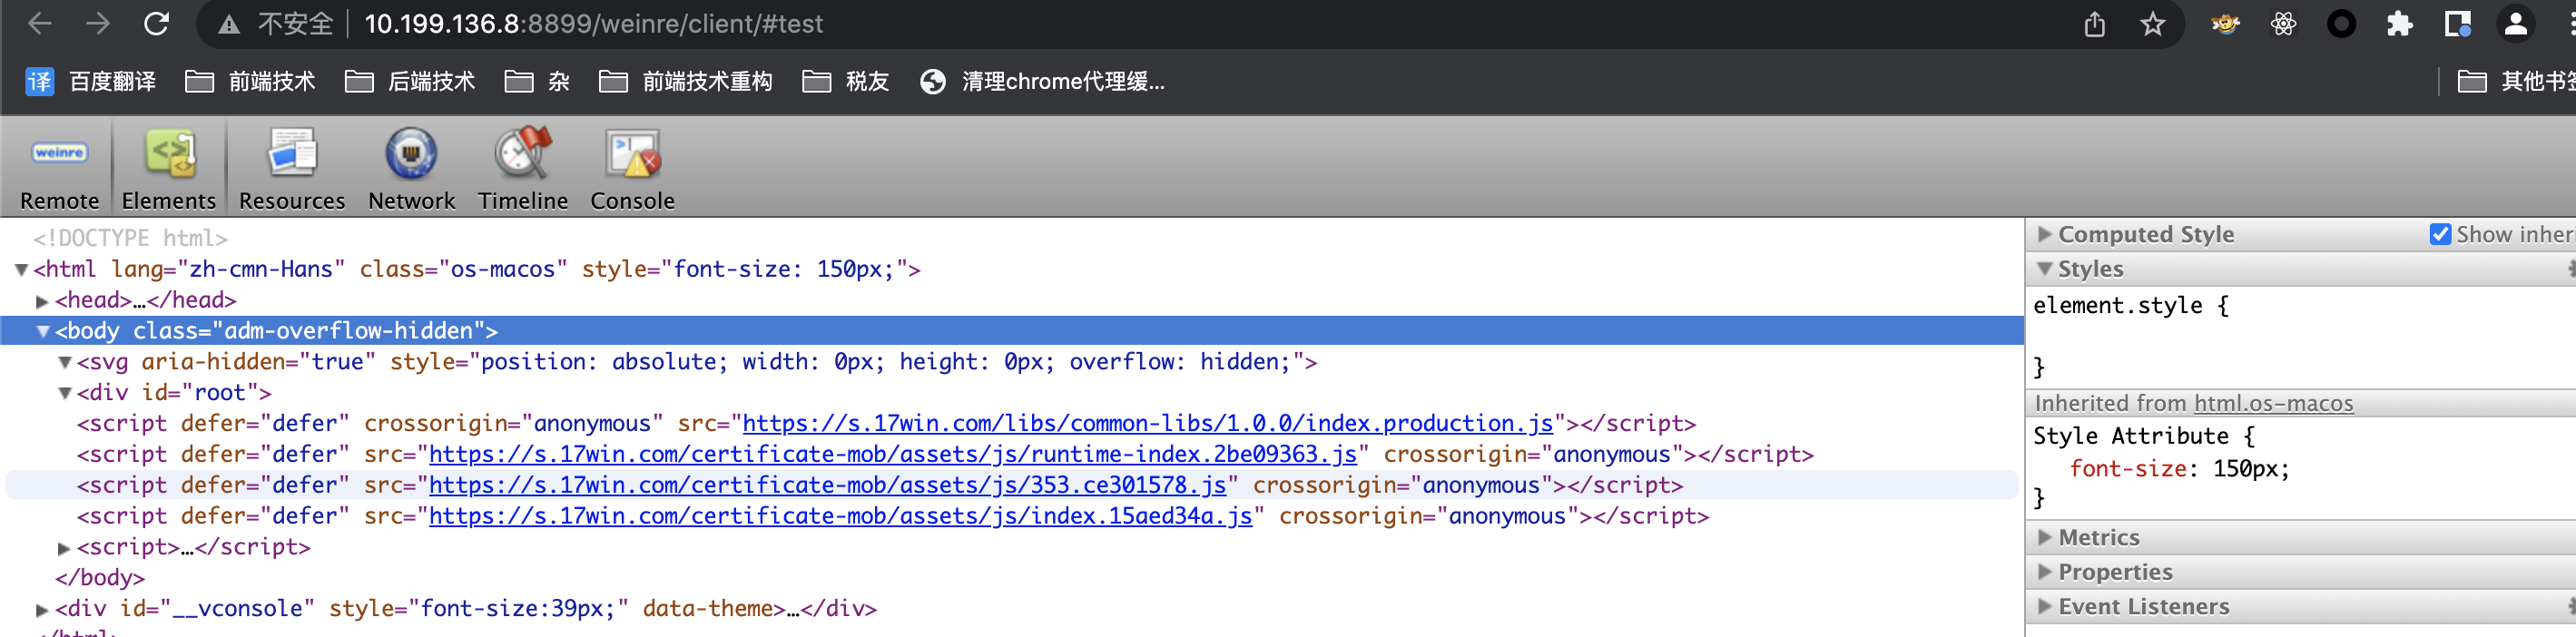 不安全 10.199.136.8:8899/weinre/client/#test
译 百度翻译 前端技术 后端技术 杂 前端技术重构 税友 清理chrome代理缓... 其他书签
weinre
Remote Elements Resources Network Timeline Console
<!DOCTYPE html>
<html lang="zh-cmn-Hans" class="os-macos" style="font-size: 150px;">
<head>…</head>
<body class="adm-overflow-hidden">
<svg aria-hidden="true" style="position: absolute; width: 0px; height: 0px; overflow: hidden;">
<div id="root">
<script defer="defer" crossorigin="anonymous" src="https://s.17win.com/libs/common-libs/1.0.0/index.production.js"></script>
<script defer="defer" src="https://s.17win.com/certificate-mob/assets/js/runtime-index.2be09363.js" crossorigin="anonymous"></script>
<script defer="defer" src="https://s.17win.com/certificate-mob/assets/js/353.ce301578.js" crossorigin="anonymous"></script>
<script defer="defer" src="https://s.17win.com/certificate-mob/assets/js/index.15aed34a.js" crossorigin="anonymous"></script>
<script>…</script>
</body>
<div id="__vconsole" style="font-size:39px;" data-theme>…</div>
</html>
Computed Style Show inheri
Styles
element.style {
}
Inherited from html.os-macos
Style Attribute {
font-size: 150px;
}
Metrics
Properties
Event Listeners